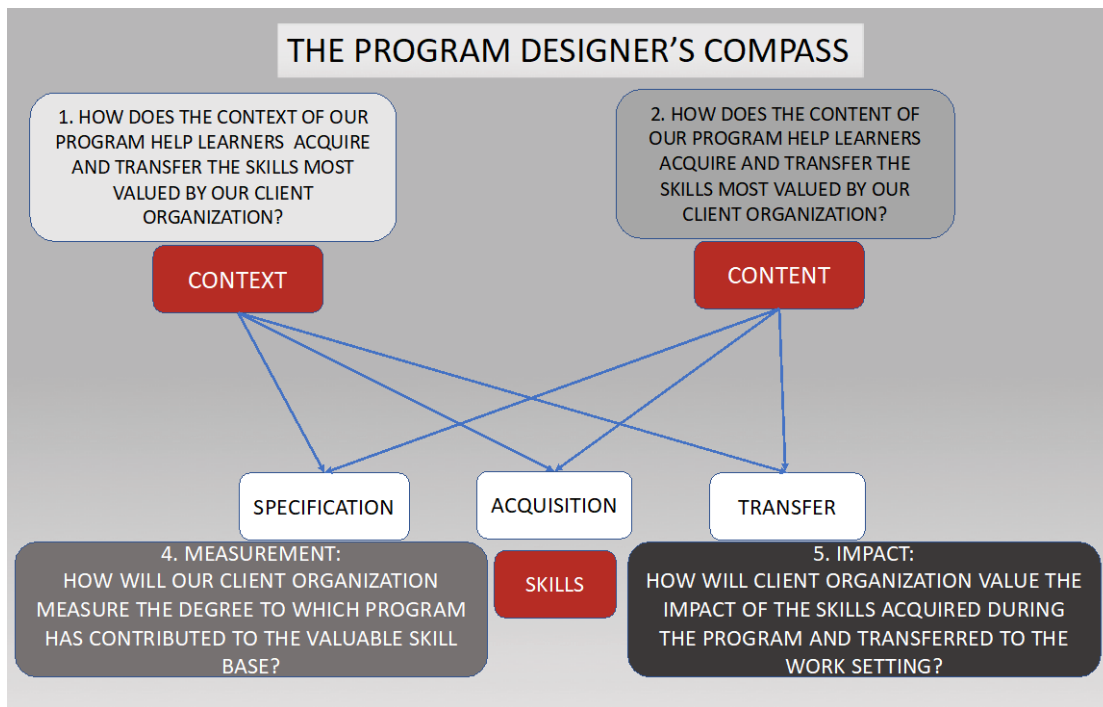 THE PROGRAM DESIGNER'S COMPASS
1. HOW DOES THE CONTEXT OF OUR
PROGRAM HELP LEARNERS ACQUIRE
AND TRANSFER THE SKILLS MOST
VALUED BY OUR CLIENT
ORGANIZATION?
2. HOW DOES THE CONTENT OF
OUR PROGRAM HELP LEARNERS
ACQUIRE AND TRANSFER THE
SKILLS MOST VALUED BY OUR
CLIENT ORGANIZATION?
CONTEXT
CONTENT
SPECIFICATION
ACQUISITION
TRANSFER
4. MEASUREMENT:
HOW WILL OUR CLIENT ORGANIZATION
MEASURE THE DEGREE TO WHICH PROGRAM
HAS CONTRIBUTED TO THE VALUABLE SKILL
BASE?
SKILLS
5. IMPACT:
HOW WILL CLIENT ORGANIZATION VALUE THE
IMPACT OF THE SKILLS ACQUIRED DURING
THE PROGRAM AND TRANSFERRED TO THE
WORK SETTING?